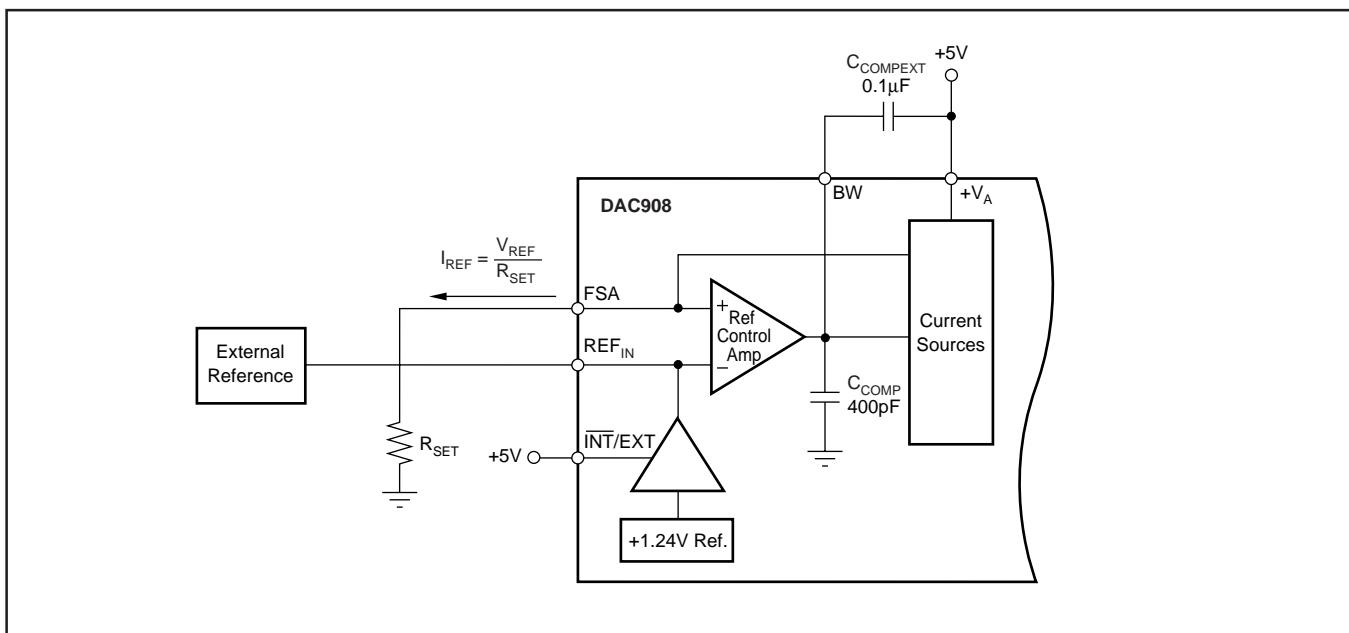 +5V
C_COMPEXT
0.1µF
BW
+V_A
DAC908
I_REF = V_REF / R_SET
FSA
+
Ref
Control
Amp
REF_IN
−
Current
Sources
External
Reference
C_COMP
400pF
R_SET
+5V
I̅N̅T̅/EXT
+1.24V Ref.